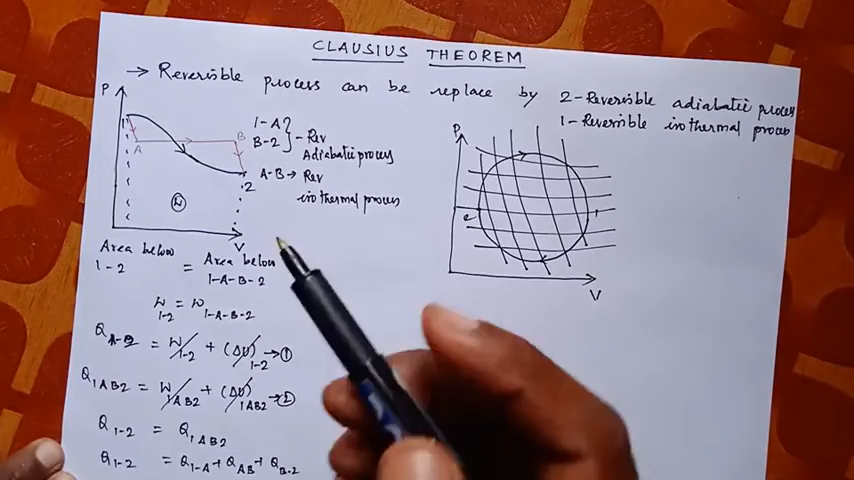 CLAUSIUS THEOREM
→ Reversible process can be replace by 2-Reversible adiabatic process
1-Reversible isothermal process
P
1
A
B
2
W
V
1-A
B-2 } - Rev
Adiabatic process
A-B → Rev
isothermal process
P
e
1
V
Area below
1-2 = Area below
1-A-B-2
W1-2 = W1-A-B-2
= W1-2 + (ΔU)1-2 → ①
Q1AB2 = W1AB2 + (ΔU)1AB2 → ②
Q1-2 = Q1AB2
Q1-2 = Q1-A + QAB + QB-2